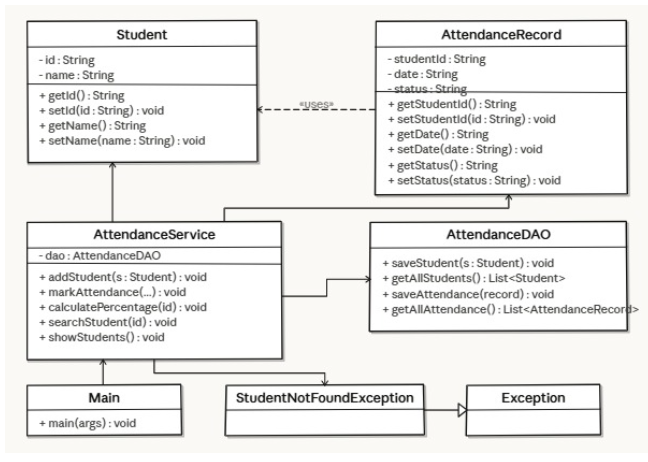 Student
- id : String
- name : String
+ getId() : String
+ setId(id : String) : void
+ getName() : String
+ setName(name : String) : void
«uses»
AttendanceRecord
- studentId : String
- date : String
- status : String
+ getStudentId() : String
+ setStudentId(id : String) : void
+ getDate() : String
+ setDate(date : String) : void
+ getStatus() : String
+ setStatus(status : String) : void
AttendanceService
- dao : AttendanceDAO
+ addStudent(s : Student) : void
+ markAttendance(...) : void
+ calculatePercentage(id)
+ searchStudent(id) : void
+ showStudents() : void
AttendanceDAO
+ saveStudent(s : Student) : void
+ getAllStudents() : List<Student>
+ saveAttendance(record) : void
+ getAllAttendance() : List<AttendanceRecord>
Main
+ main(args) : void
StudentNotFoundException
Exception